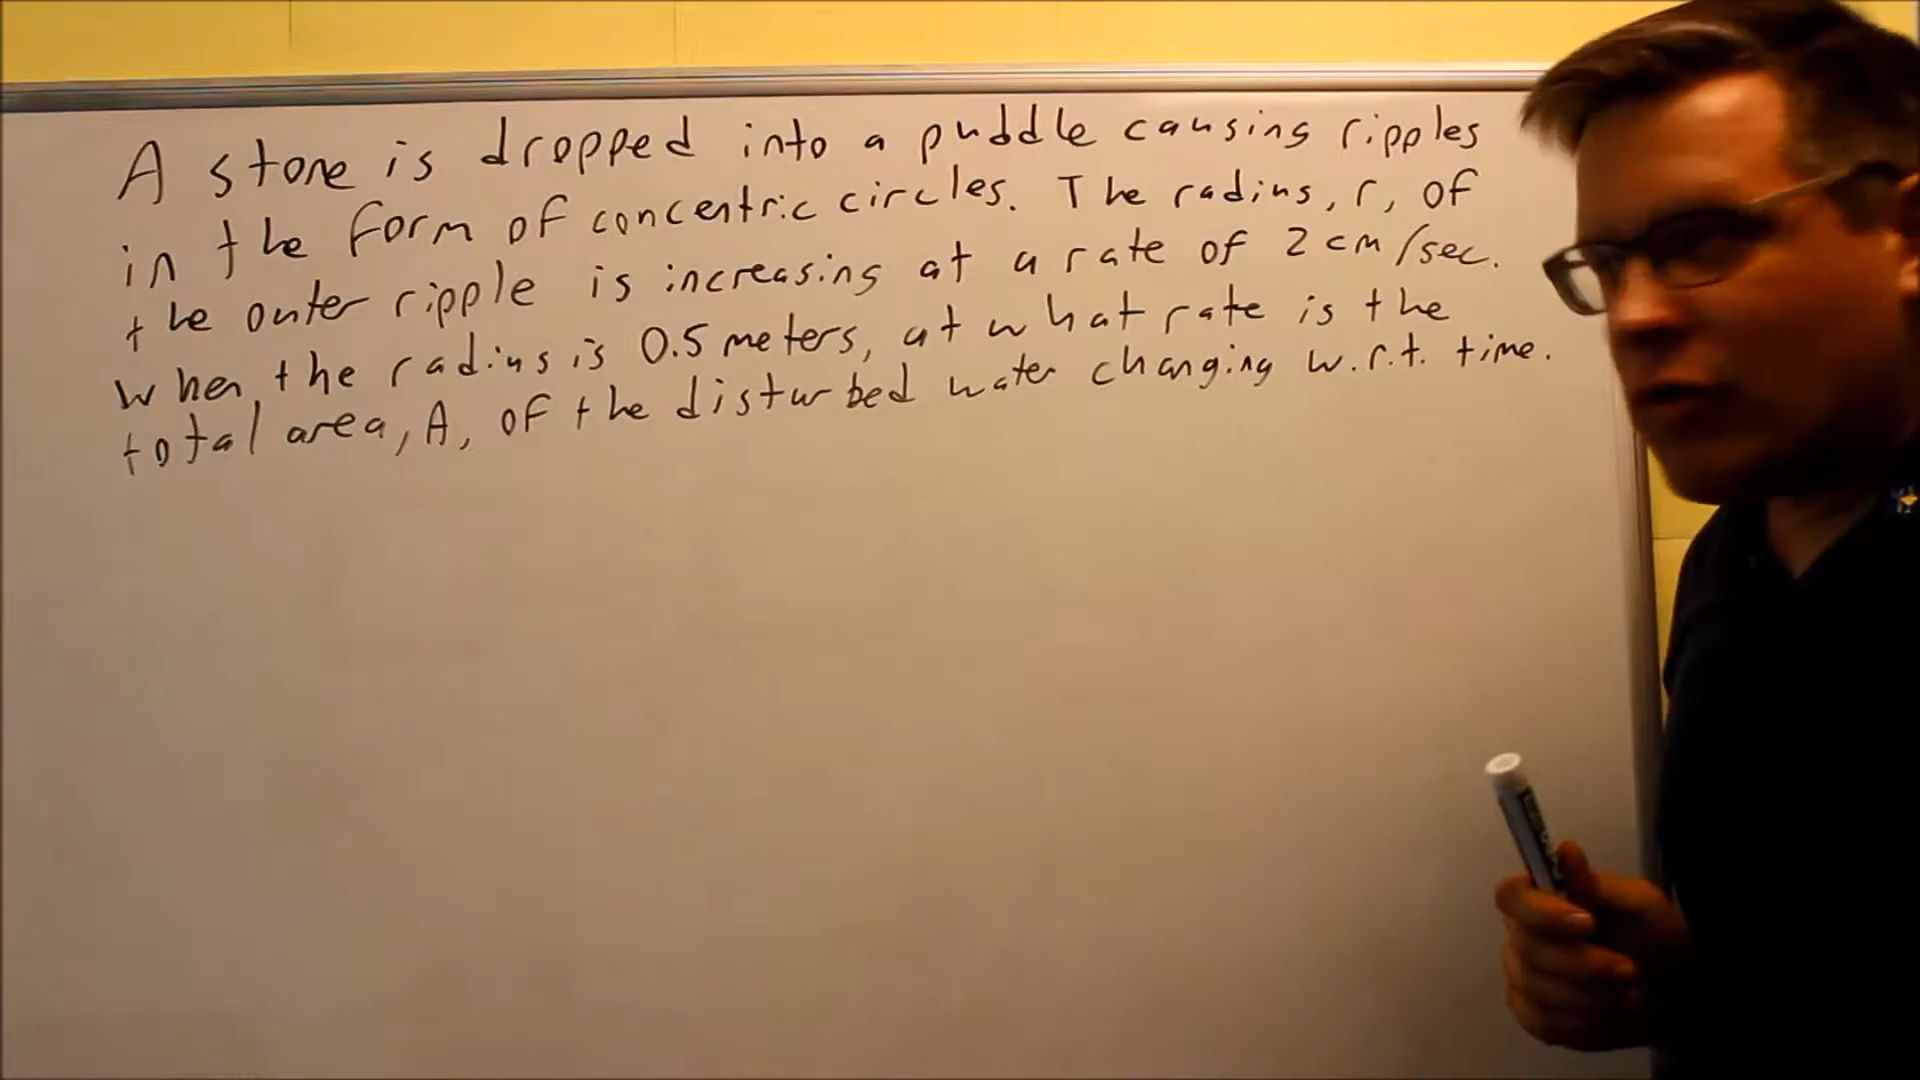 A stone is dropped into a puddle causing ripples
in the form of concentric circles. The radius, r, of
the outer ripple is increasing at a rate of 2 cm/sec.
When the radius is 0.5 meters, at what rate is the
total area, A, of the disturbed water changing w.r.t. time.